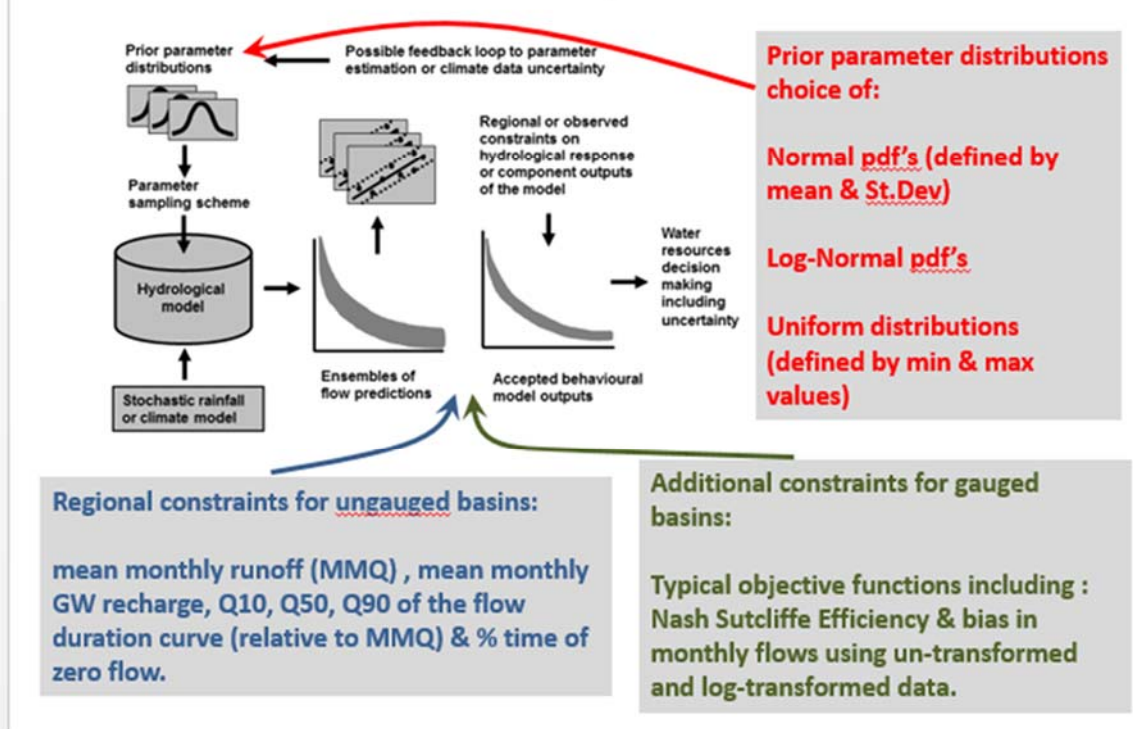 Prior parameter
distributions
Possible feedback loop to parameter
estimation or climate data uncertainty
Parameter
sampling scheme
Regional or observed
constraints on
hydrological response
or component outputs
of the model
Hydrological
model
Water
resources
decision
making
including
uncertainty
Ensembles of
flow predictions
Accepted behavioural
model outputs
Stochastic rainfall
or climate model
Prior parameter distributions
choice of:
Normal pdf's (defined by
mean & St.Dev)
Log-Normal pdf's
Uniform distributions
(defined by min & max
values)
Regional constraints for ungauged basins:
mean monthly runoff (MMQ) , mean monthly
GW recharge, Q10, Q50, Q90 of the flow
duration curve (relative to MMQ) & % time of
zero flow.
Additional constraints for gauged
basins:
Typical objective functions including :
Nash Sutcliffe Efficiency & bias in
monthly flows using un-transformed
and log-transformed data.